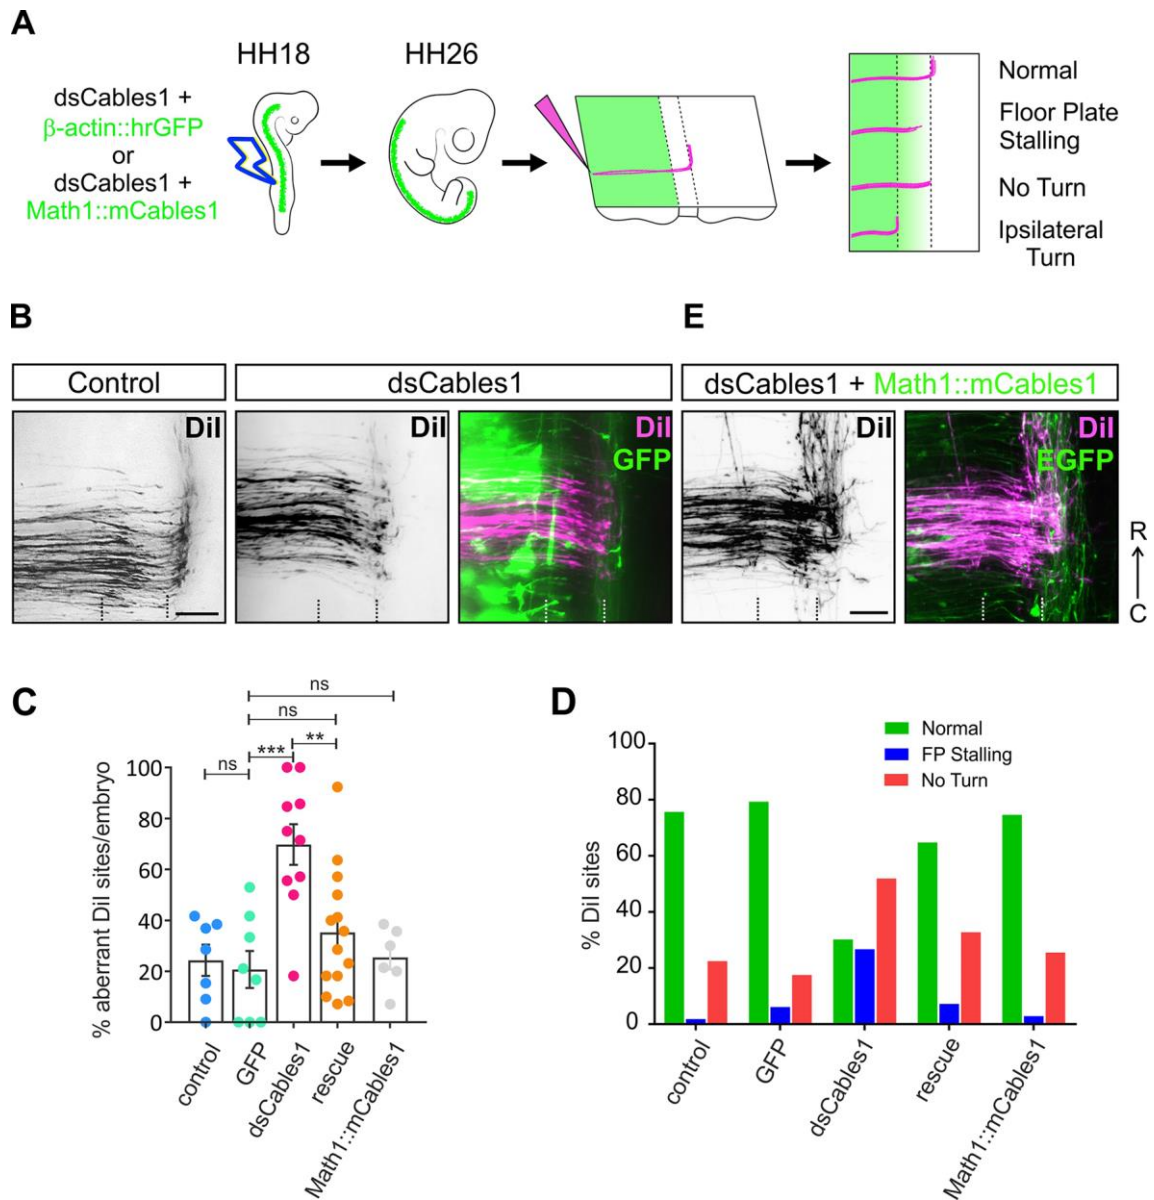 A
HH18
HH26
dsCables1 +
β-actin::hrGFP
or
dsCables1 +
Math1::mCables1
Normal
Floor Plate
Stalling
No Turn
Ipsilateral
Turn
B
E
Control
dsCables1
dsCables1 + Math1::mCables1
DiI
DiI
DiI
GFP
DiI
DiI
EGFP
R
C
C
ns
ns
ns
***
**
% aberrant DiI sites/embryo
100
80
60
40
20
0
control
GFP
dsCables1
rescue
Math1::mCables1
D
Normal
FP Stalling
No Turn
% DiI sites
100
80
60
40
20
0
control
GFP
dsCables1
rescue
Math1::mCables1